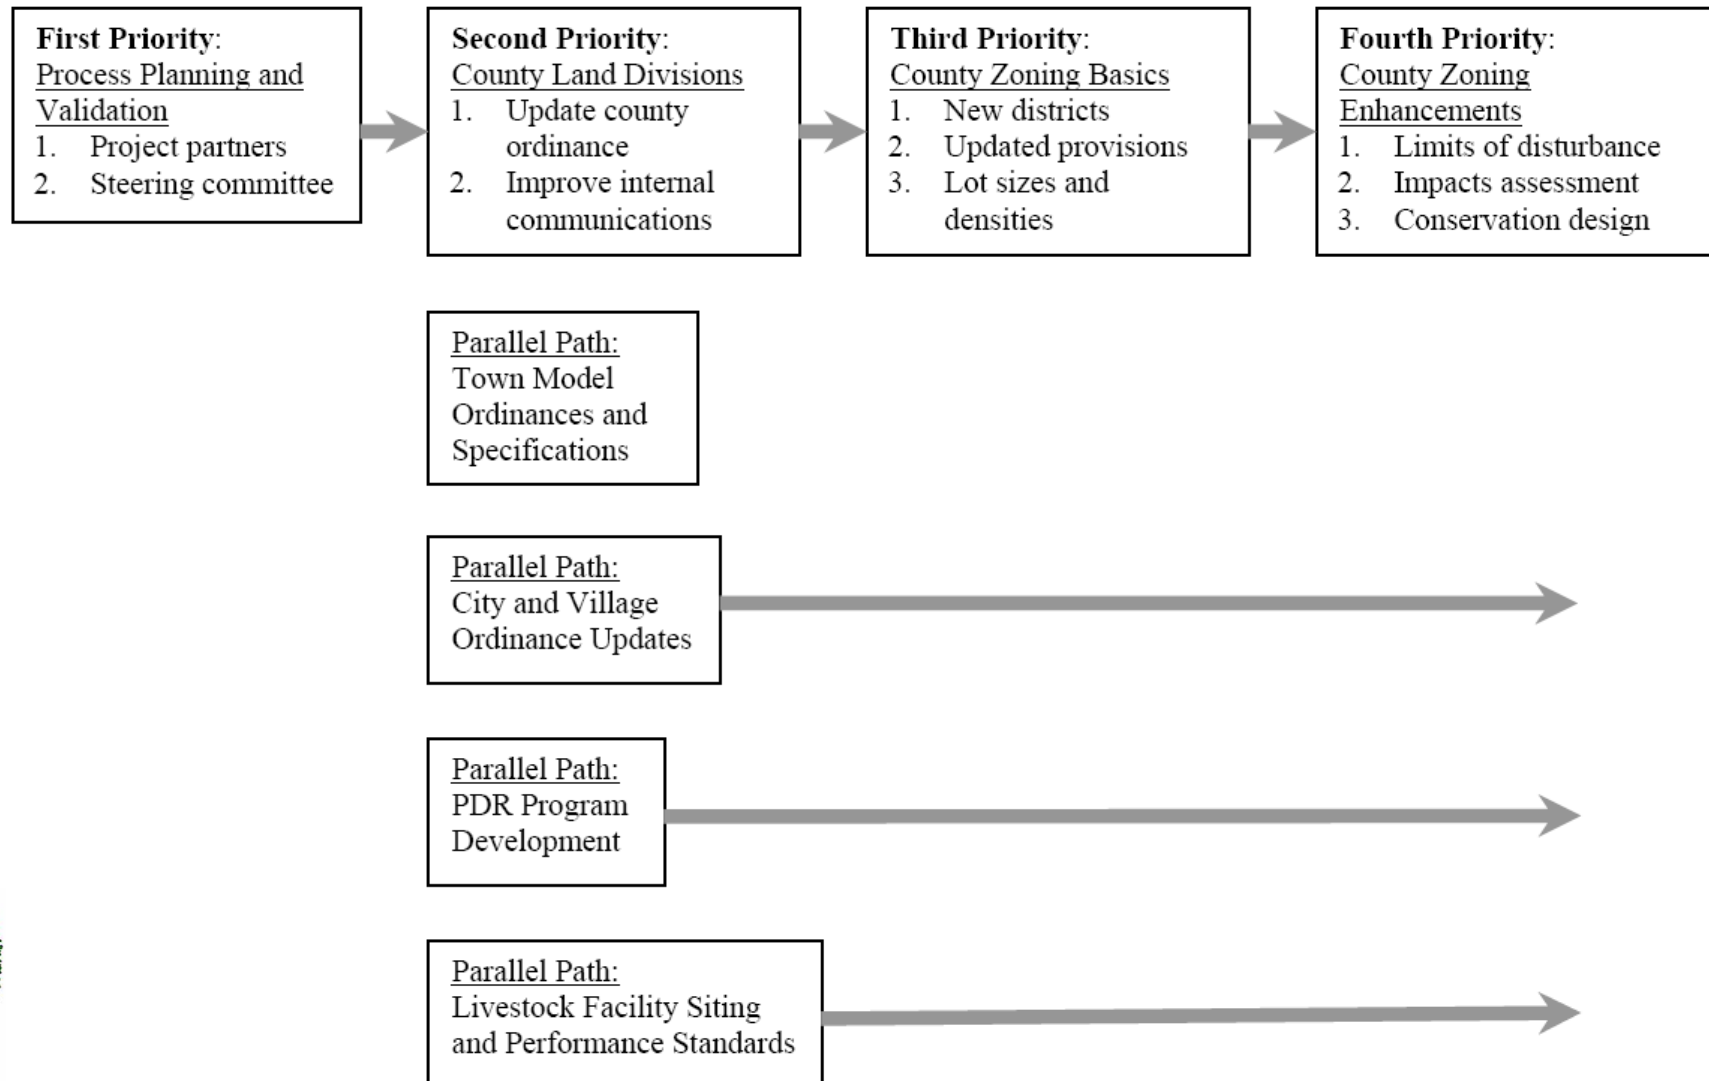 First Priority:
Process Planning and
Validation
1. Project partners
2. Steering committee
Second Priority:
County Land Divisions
1. Update county
ordinance
2. Improve internal
communications
Third Priority:
County Zoning Basics
1. New districts
2. Updated provisions
3. Lot sizes and
densities
Fourth Priority:
County Zoning
Enhancements
1. Limits of disturbance
2. Impacts assessment
3. Conservation design
Parallel Path:
Town Model
Ordinances and
Specifications
Parallel Path:
City and Village
Ordinance Updates
Parallel Path:
PDR Program
Development
Parallel Path:
Livestock Facility Siting
and Performance Standards